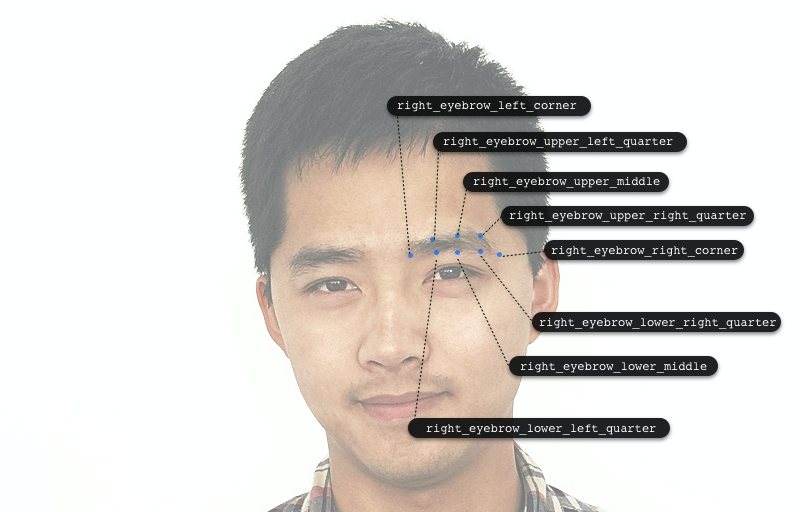 right_eyebrow_left_corner
right_eyebrow_upper_left_quarter
right_eyebrow_upper_middle
right_eyebrow_upper_right_quarter
right_eyebrow_right_corner
right_eyebrow_lower_right_quarter
right_eyebrow_lower_middle
right_eyebrow_lower_left_quarter